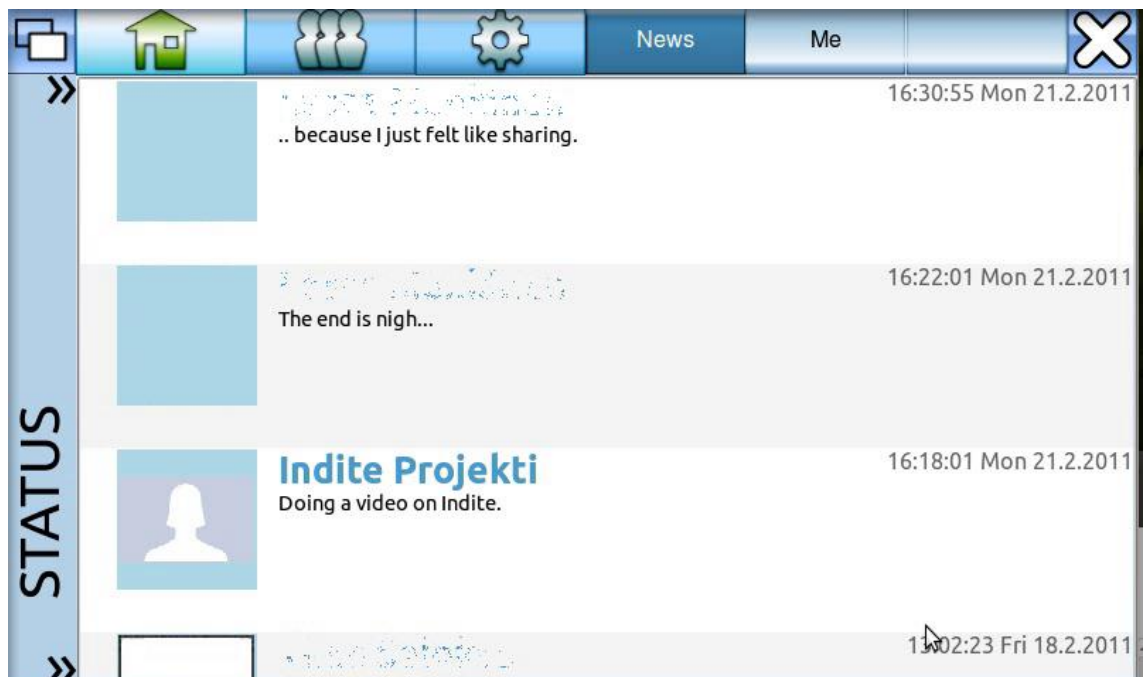 News
Me
»
16:30:55 Mon 21.2.2011
.. because I just felt like sharing.
16:22:01 Mon 21.2.2011
The end is nigh...
STATUS
Indite Projekti
16:18:01 Mon 21.2.2011
Doing a video on Indite.
:02:23 Fri 18.2.2011
»